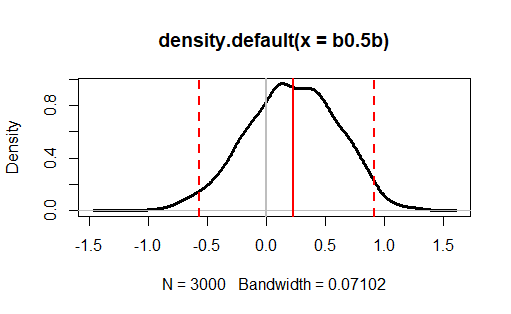 density.default(x = b0.5b)
Density
0.8
0.4
0.0
-1.5 -1.0 -0.5 0.0 0.5 1.0 1.5
N = 3000 Bandwidth = 0.07102